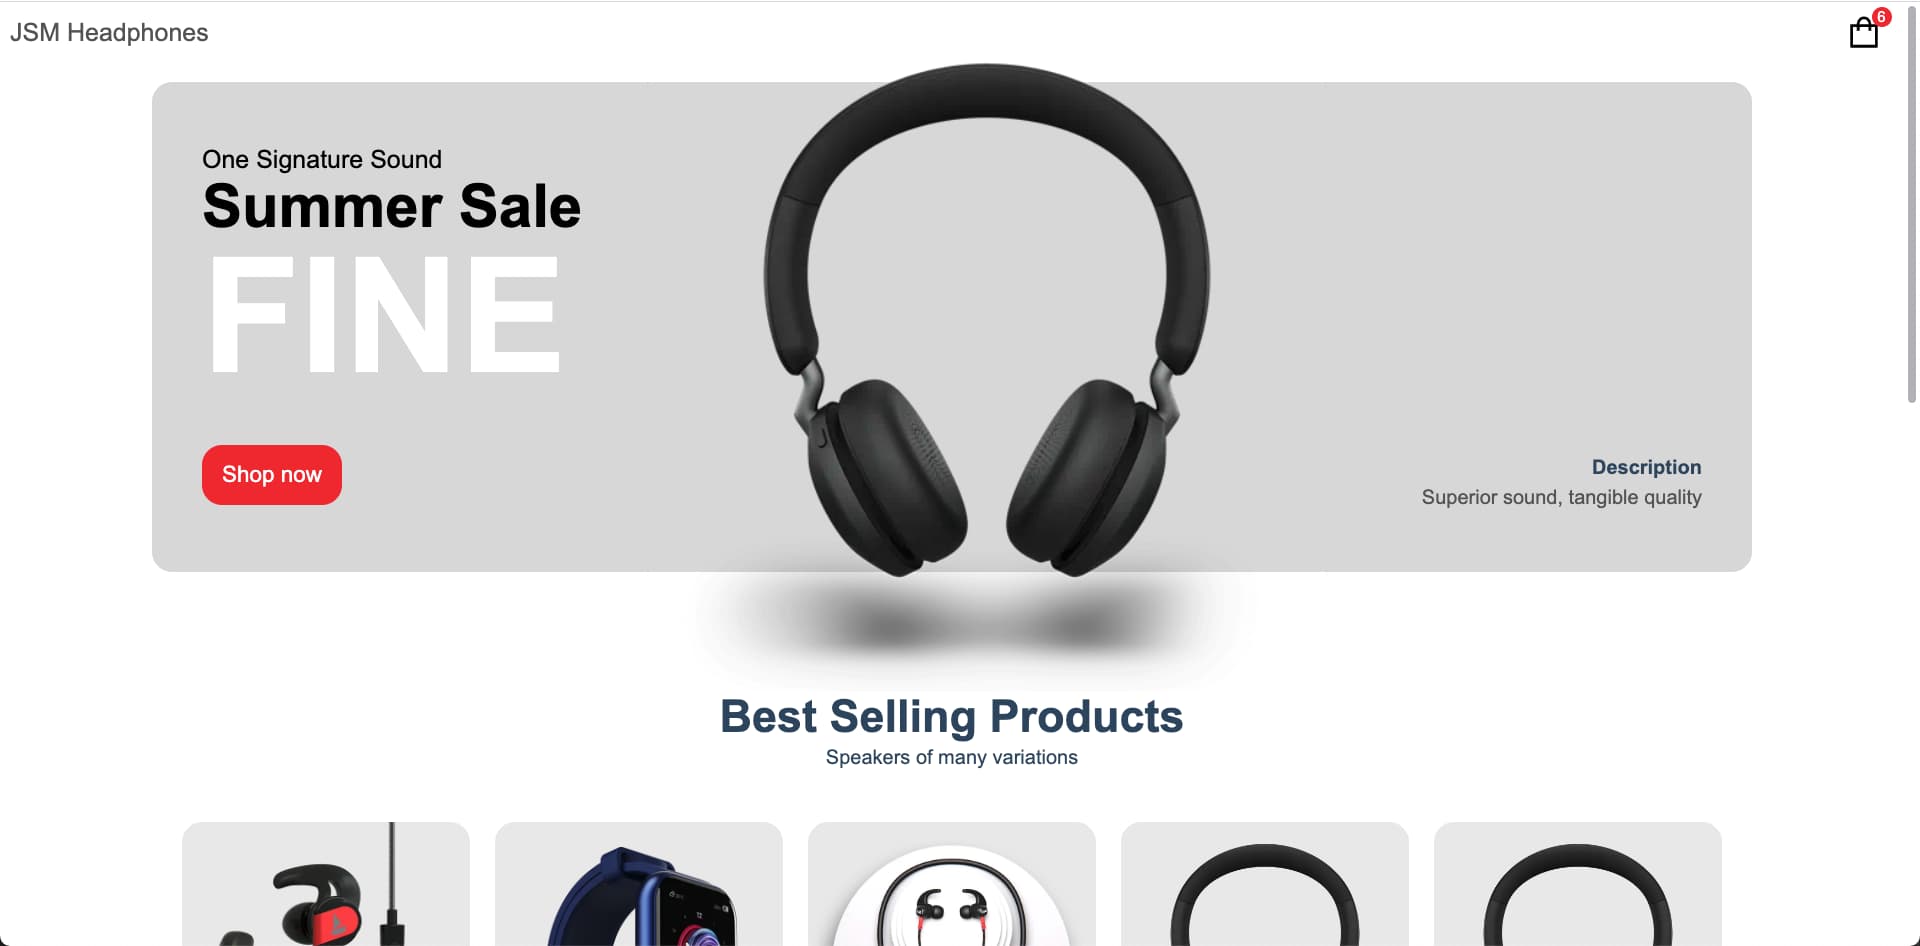 JSM Headphones
6
One Signature Sound
Summer Sale
FINE
Shop now
Description
Superior sound, tangible quality
Best Selling Products
Speakers of many variations